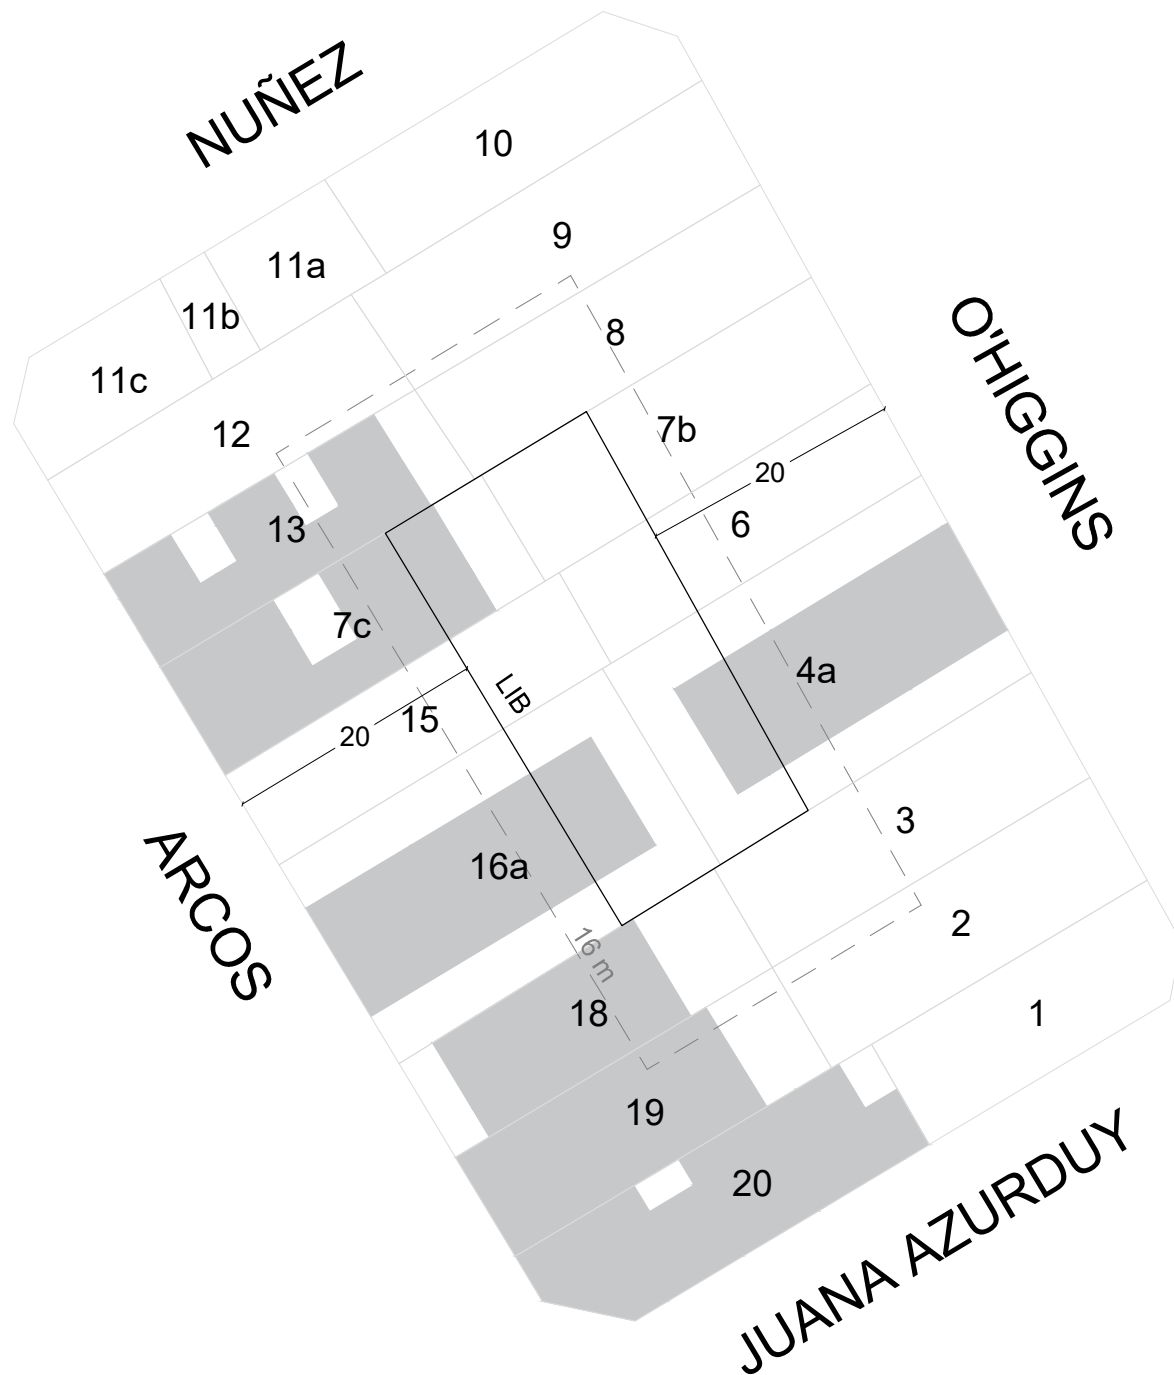 NUÑEZ
10
9
11a
11b
11c
8
12
7b
O'HIGGINS
20
13
6
7c
4a
LIB
15
20
3
16a
ARCOS
2
16 m
18
1
19
20
JUANA AZURDUY